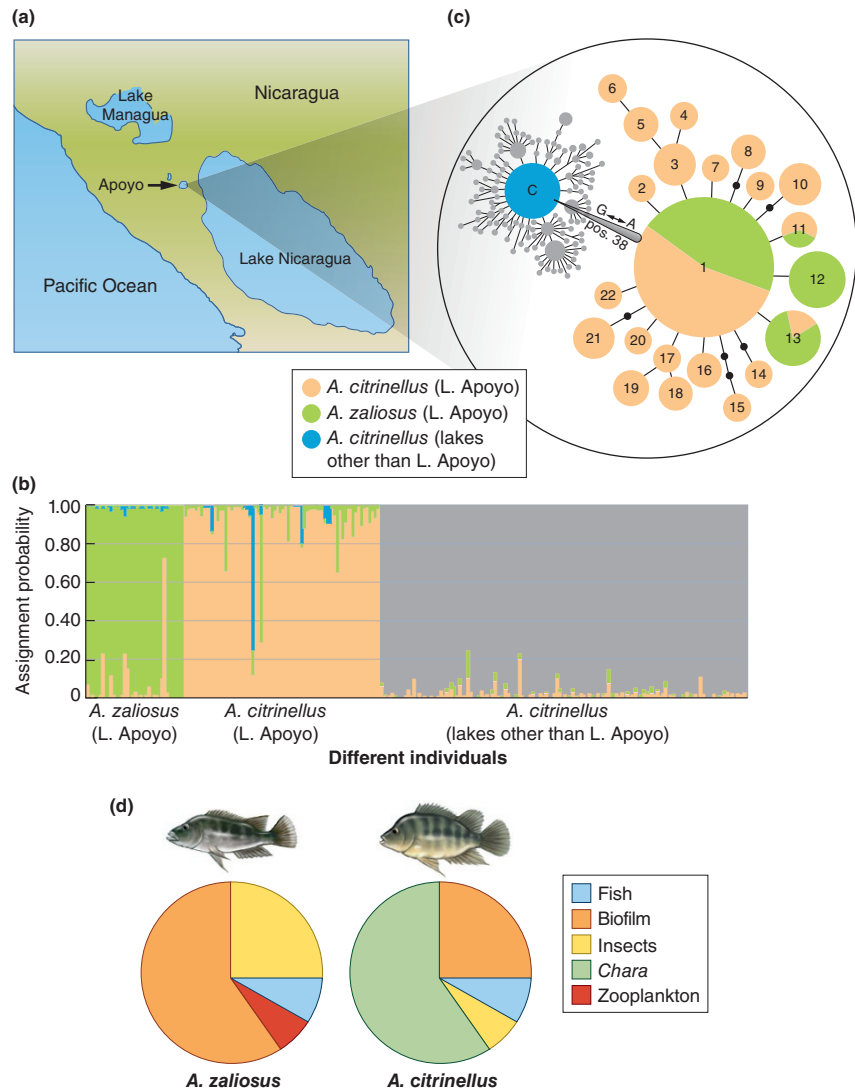 (a)
Lake
Managua
Nicaragua
Apoyo
Lake Nicaragua
Pacific Ocean
(c)
C
G A
pos. 38
1
2
3
4
5
6
7
8
9
10
11
12
13
14
15
16
17
18
19
20
21
22
A. citrinellus (L. Apoyo)
A. zaliosus (L. Apoyo)
A. citrinellus (lakes
other than L. Apoyo)
(b)
Assignment probability
1.00
0.80
0.60
0.40
0.20
0
A. zaliosus
(L. Apoyo)
A. citrinellus
(L. Apoyo)
A. citrinellus
(lakes other than L. Apoyo)
Different individuals
(d)
Fish
Biofilm
Insects
Chara
Zooplankton
A. zaliosus
A. citrinellus